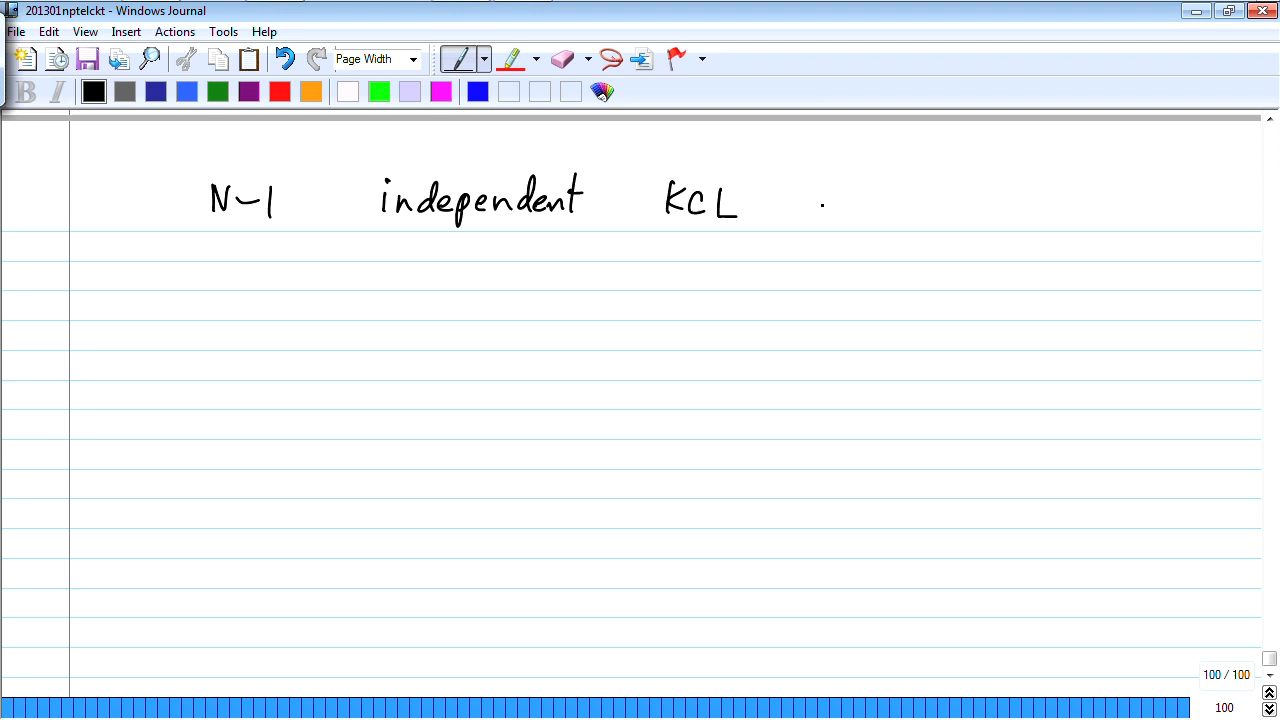 201301nptelckt - Windows Journal
File Edit View Insert Actions Tools Help
Page Width
B I
N-1 independent KCL
100 / 100
100